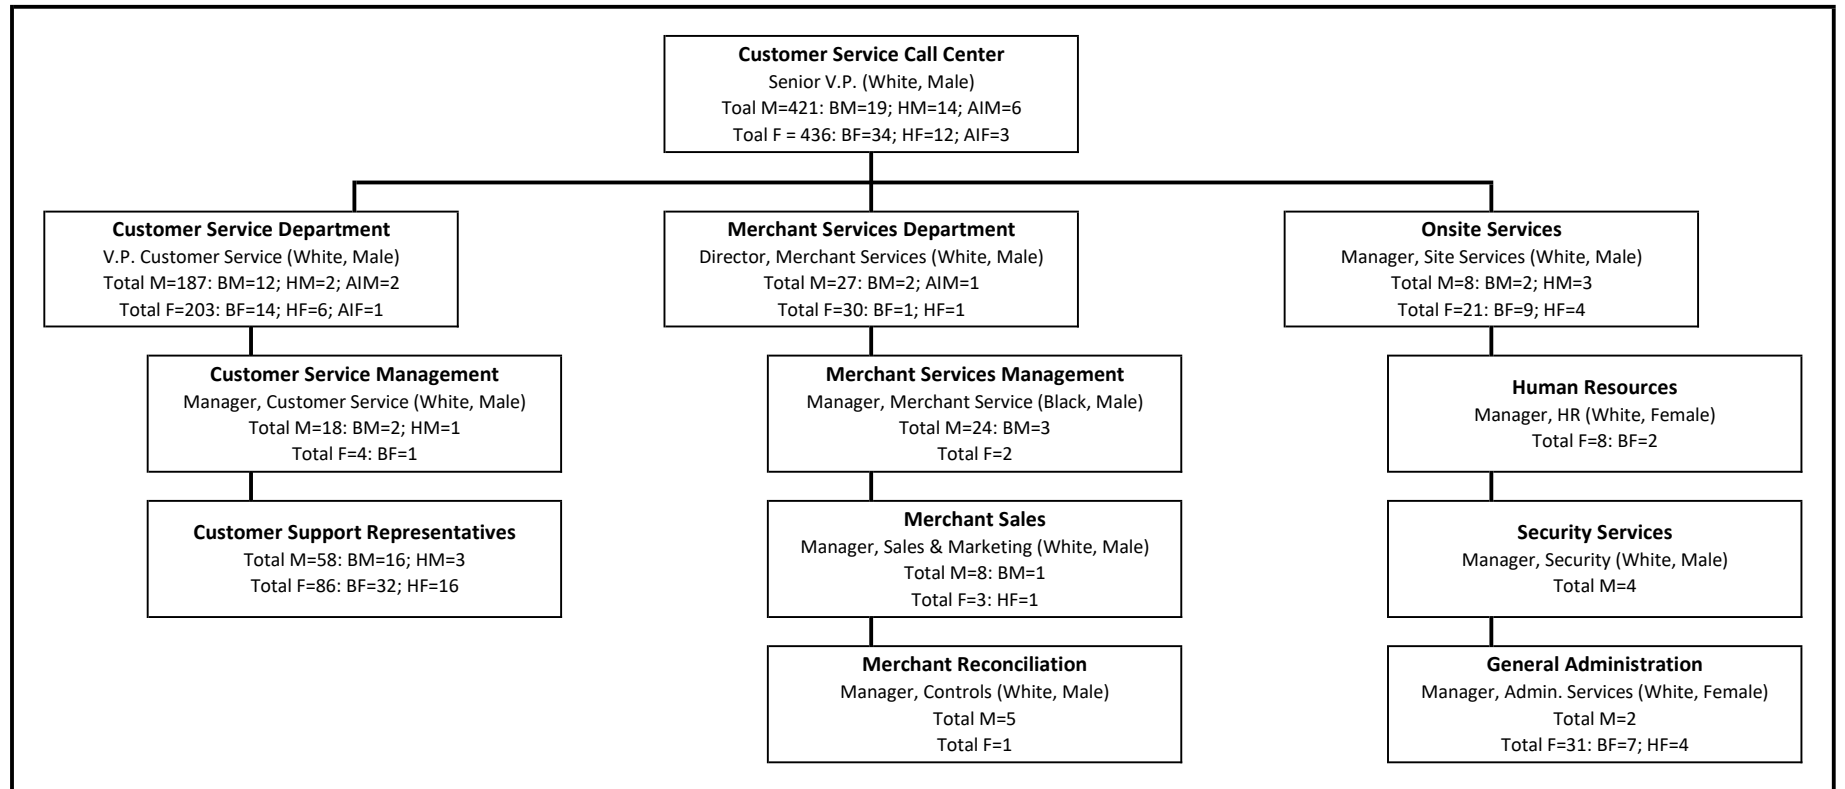 Customer Service Call Center
Senior V.P. (White, Male)
Toal M=421: BM=19; HM=14; AIM=6
Toal F = 436: BF=34; HF=12; AIF=3
Customer Service Department
V.P. Customer Service (White, Male)
Total M=187: BM=12; HM=2; AIM=2
Total F=203: BF=14; HF=6; AIF=1
Merchant Services Department
Director, Merchant Services (White, Male)
Total M=27: BM=2; AIM=1
Total F=30: BF=1; HF=1
Onsite Services
Manager, Site Services (White, Male)
Total M=8: BM=2; HM=3
Total F=21: BF=9; HF=4
Customer Service Management
Manager, Customer Service (White, Male)
Total M=18: BM=2; HM=1
Total F=4: BF=1
Merchant Services Management
Manager, Merchant Service (Black, Male)
Total M=24: BM=3
Total F=2
Human Resources
Manager, HR (White, Female)
Total F=8: BF=2
Customer Support Representatives
Total M=58: BM=16; HM=3
Total F=86: BF=32; HF=16
Merchant Sales
Manager, Sales & Marketing (White, Male)
Total M=8: BM=1
Total F=3: HF=1
Security Services
Manager, Security (White, Male)
Total M=4
Merchant Reconciliation
Manager, Controls (White, Male)
Total M=5
Total F=1
General Administration
Manager, Admin. Services (White, Female)
Total M=2
Total F=31: BF=7; HF=4